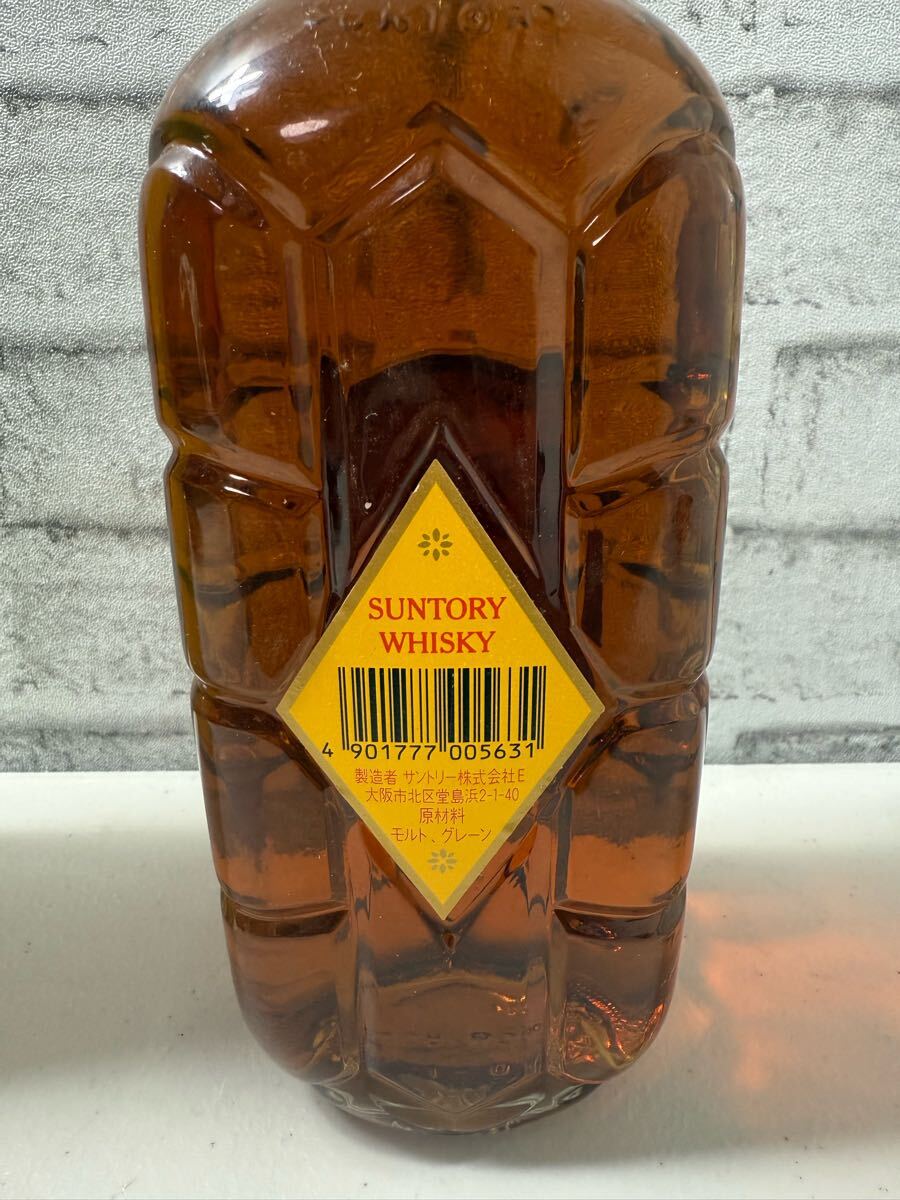 SUNTORY
WHISKY
4 901777 005631
製造者 サントリー株式会社E
大阪市北区堂島浜2-1-40
原材料
モルト、グレーン